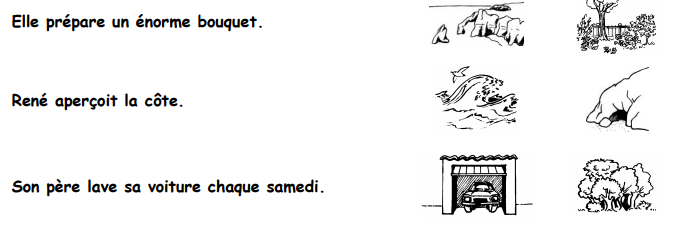 Elle prépare un énorme bouquet.
René aperçoit la côte.
Son père lave sa voiture chaque samedi.